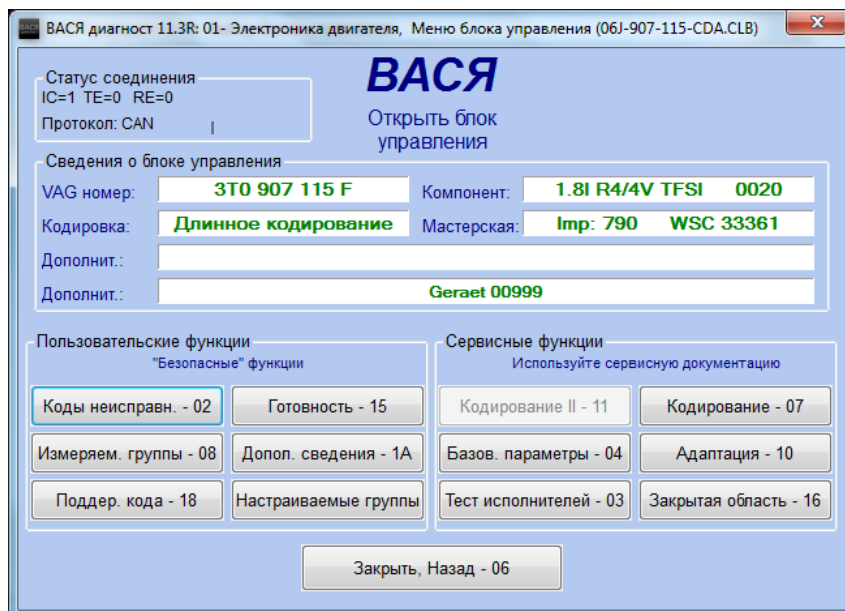 ВАСЯ диагност 11.3R: 01- Электроника двигателя, Меню блока управления (06J-907-115-CDA.CLB)
Статус соединения
IC=1 TE=0 RE=0
Протокол: CAN
ВАСЯ
Открыть блок
управления
Сведения о блоке управления
VAG номер: 3T0 907 115 F Компонент: 1.8l R4/4V TFSI 0020
Кодировка: Длинное кодирование Мастерская: Imp: 790 WSC 33361
Дополнит.:
Дополнит.: Geraet 00999
Пользовательские функции
"Безопасные" функции
Сервисные функции
Используйте сервисную документацию
Коды неисправн. - 02 Готовность - 15 Кодирование II - 11 Кодирование - 07
Измеряем. группы - 08 Допол. сведения - 1A Базов. параметры - 04 Адаптация - 10
Поддер. кода - 18 Настраиваемые группы Тест исполнителей - 03 Закрытая область - 16
Закрыть, Назад - 06